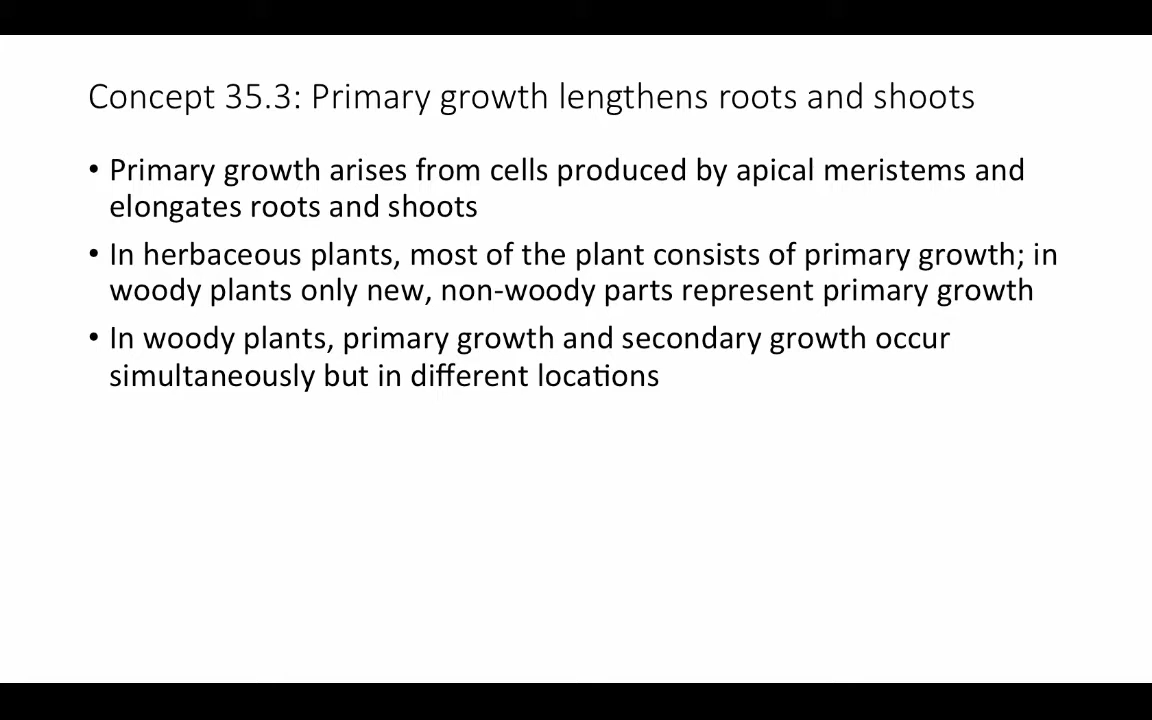 Concept 35.3: Primary growth lengthens roots and shoots
• Primary growth arises from cells produced by apical meristems and
elongates roots and shoots
• In herbaceous plants, most of the plant consists of primary growth; in
woody plants only new, non-woody parts represent primary growth
• In woody plants, primary growth and secondary growth occur
simultaneously but in different locations